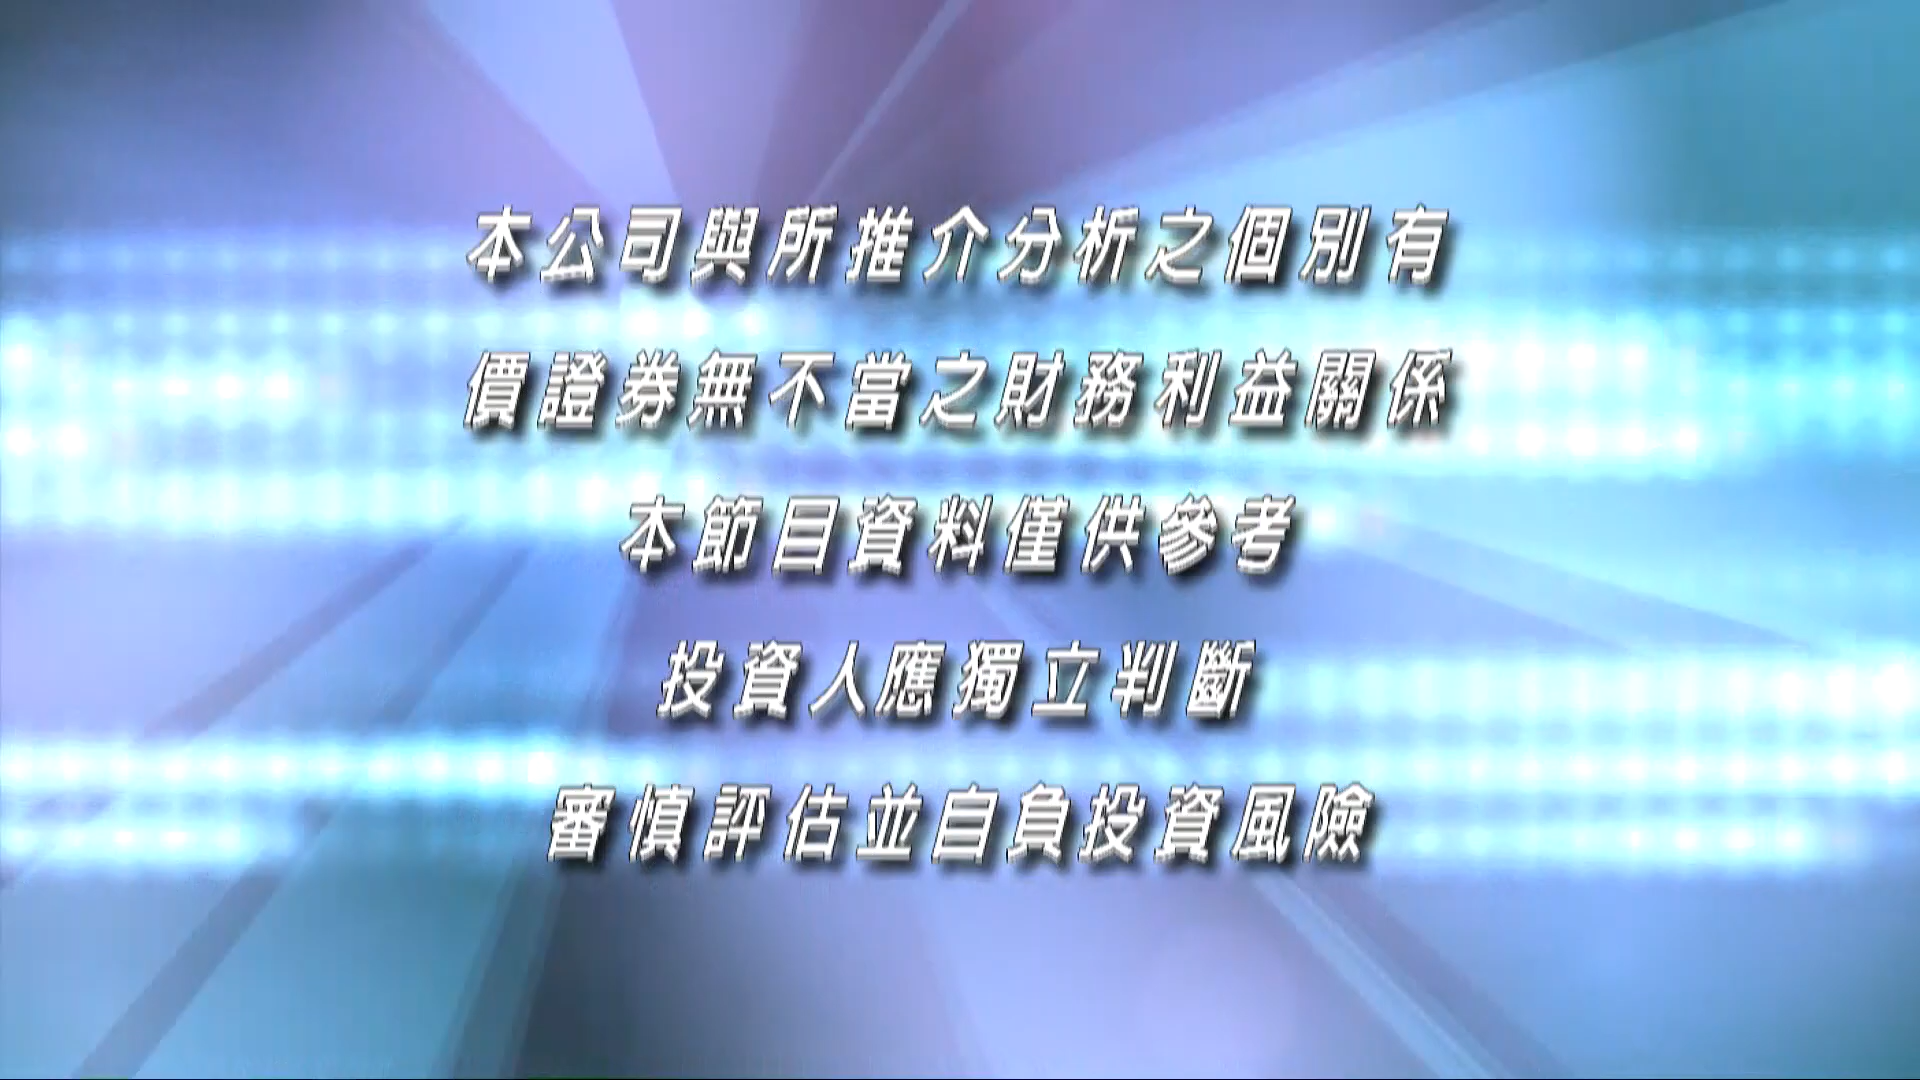 本公司與所推介分析之個別有
價證券無不當之財務利益關係
本節目資料僅供參考
投資人應獨立判斷
審慎評估並自負投資風險